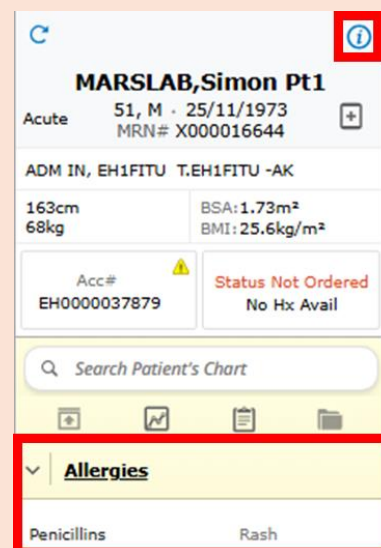 MARSLAB,Simon Pt1
Acute
51, M · 25/11/1973
MRN# X000016644
ADM IN, EH1FITU T.EH1FITU -AK
163cm
68kg
BSA:1.73m²
BMI:25.6kg/m²
Acc#
EH0000037879
Status Not Ordered
No Hx Avail
Search Patient's Chart
Allergies
Penicillins Rash